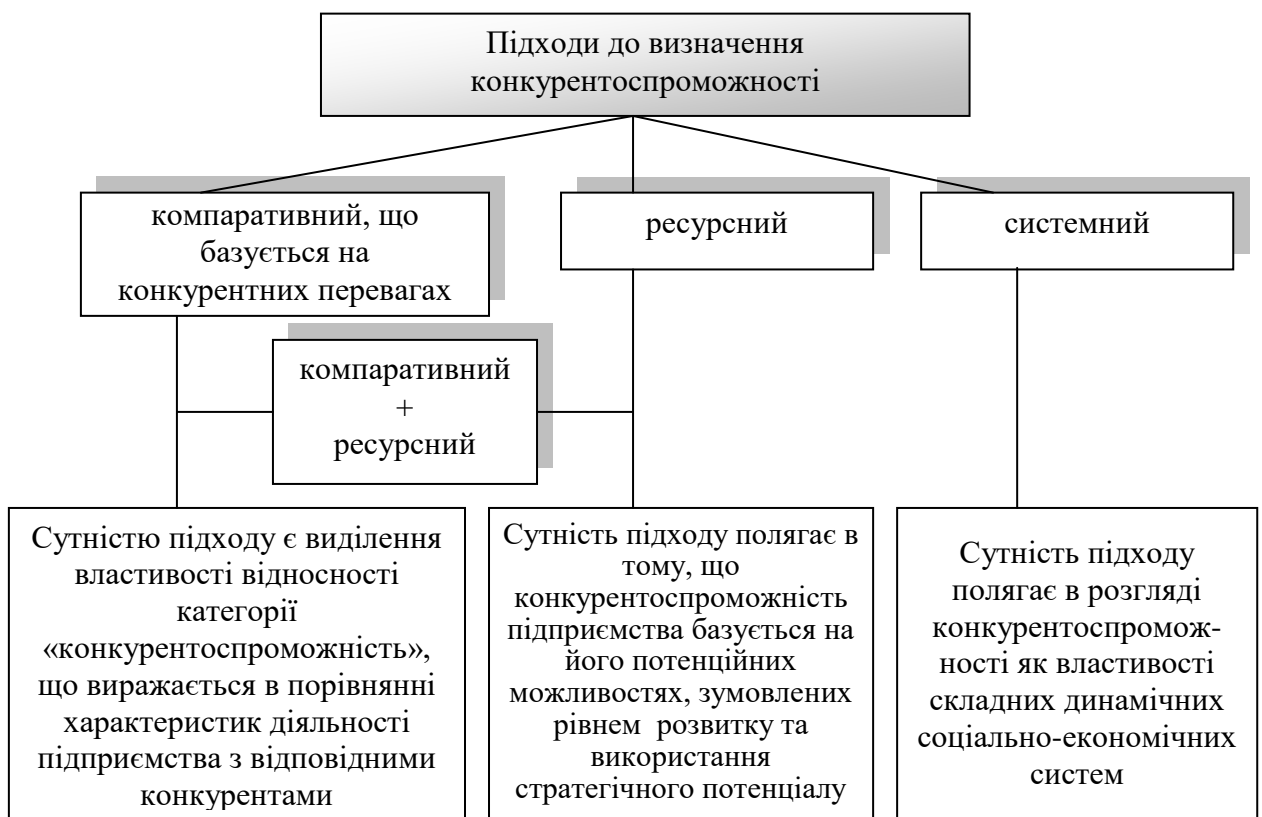 Підходи до визначення
конкурентоспроможності
компаративний, що
базується на
конкурентних перевагах
ресурсний
системний
компаративний
+
ресурсний
Сутністю підходу є виділення
властивості відносності
категорії
«конкурентоспроможність»,
що виражається в порівнянні
характеристик діяльності
підприємства з відповідними
конкурентами
Сутність підходу полягає в
тому, що
конкурентоспроможність
підприємства базується на
його потенційних
можливостях, зумовлених
рівнем розвитку та
використання
стратегічного потенціалу
Сутність підходу
полягає в розгляді
конкурентоспромож-
ності як властивості
складних динамічних
соціально-економічних
систем